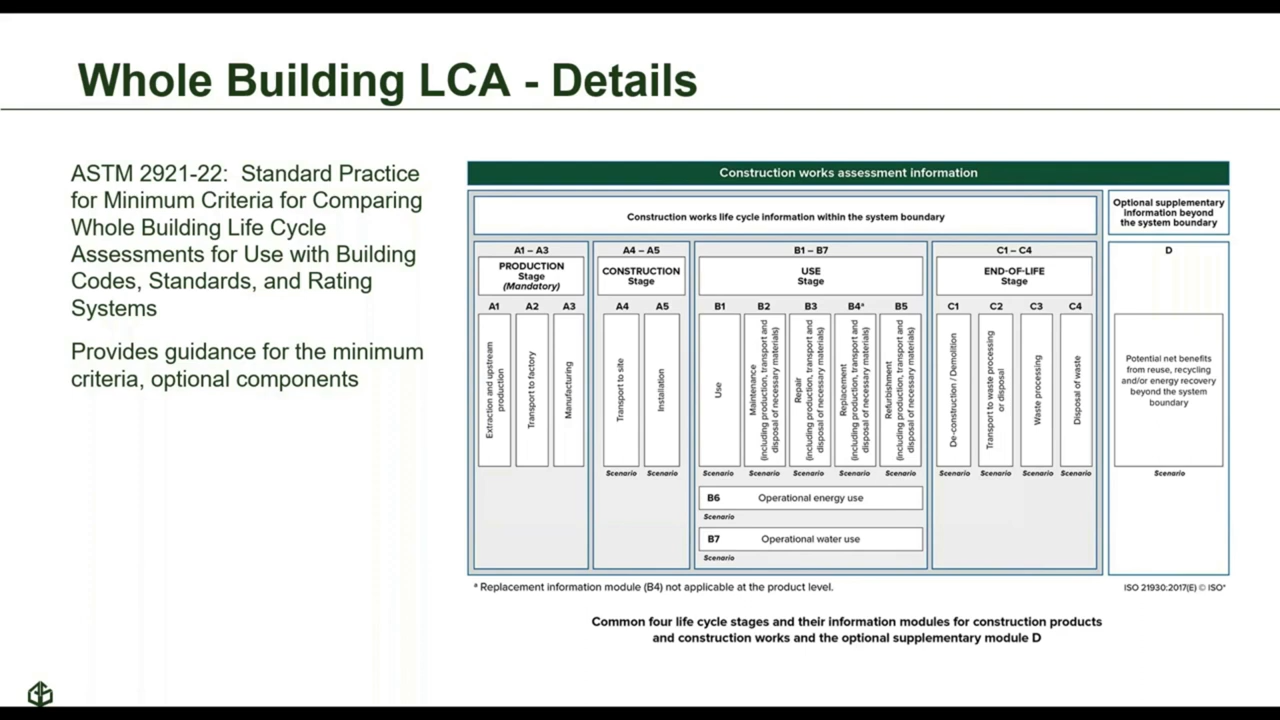 Whole Building LCA - Details
ASTM 2921-22: Standard Practice
for Minimum Criteria for Comparing
Whole Building Life Cycle
Assessments for Use with Building
Codes, Standards, and Rating
Systems
Provides guidance for the minimum
criteria, optional components
Construction works assessment information
Construction works life cycle information within the system boundary
Optional supplementary
information beyond
the system boundary
A1 – A3
PRODUCTION
Stage
(Mandatory)
A1
A2
A3
Extraction and upstream
production
Transport to factory
Manufacturing
A4 – A5
CONSTRUCTION
Stage
A4
A5
Transport to site
Installation
Scenario
Scenario
B1 – B7
USE
Stage
B1
B2
B3
B4ª
B5
Use
Maintenance
(including production, transport and
disposal of necessary materials)
Repair
(including production, transport and
disposal of necessary materials)
Replacement
(including production, transport and
disposal of necessary materials)
Refurbishment
(including production, transport and
disposal of necessary materials)
Scenario
Scenario
Scenario
Scenario
Scenario
B6 Operational energy use
Scenario
B7 Operational water use
Scenario
C1 – C4
END-OF-LIFE
Stage
C1
C2
C3
C4
De-construction / Demolition
Transport to waste processing
or disposal
Waste processing
Disposal of waste
Scenario
Scenario
Scenario
Scenario
D
Potential net benefits
from reuse, recycling
and/or energy recovery
beyond the system
boundary
Scenario
ª Replacement information module (B4) not applicable at the product level.
ISO 21930:2017(E) © ISO*
Common four life cycle stages and their information modules for construction products
and construction works and the optional supplementary module D